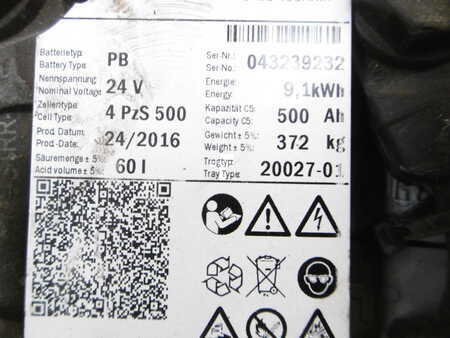 Batterietyp: PB Ser-Nr.: 043239232
Battery Type Ser-No.:
Nennspannung 24 V Energie: 9,1kWh
Nominal Voltage Energy:
Zellentype: 4 PzS 500 Kapazität C5: 500 Ah
Cell Type: Capacity C5:
Prod Datum: 24/2016 Gewicht ± 5%: 372 kg
Prod. Date: Weight ± 5%:
Säuremenge ± 5%: 60 l Trogtyp: 20027-01
Acid volume ± 5% Tray Type: